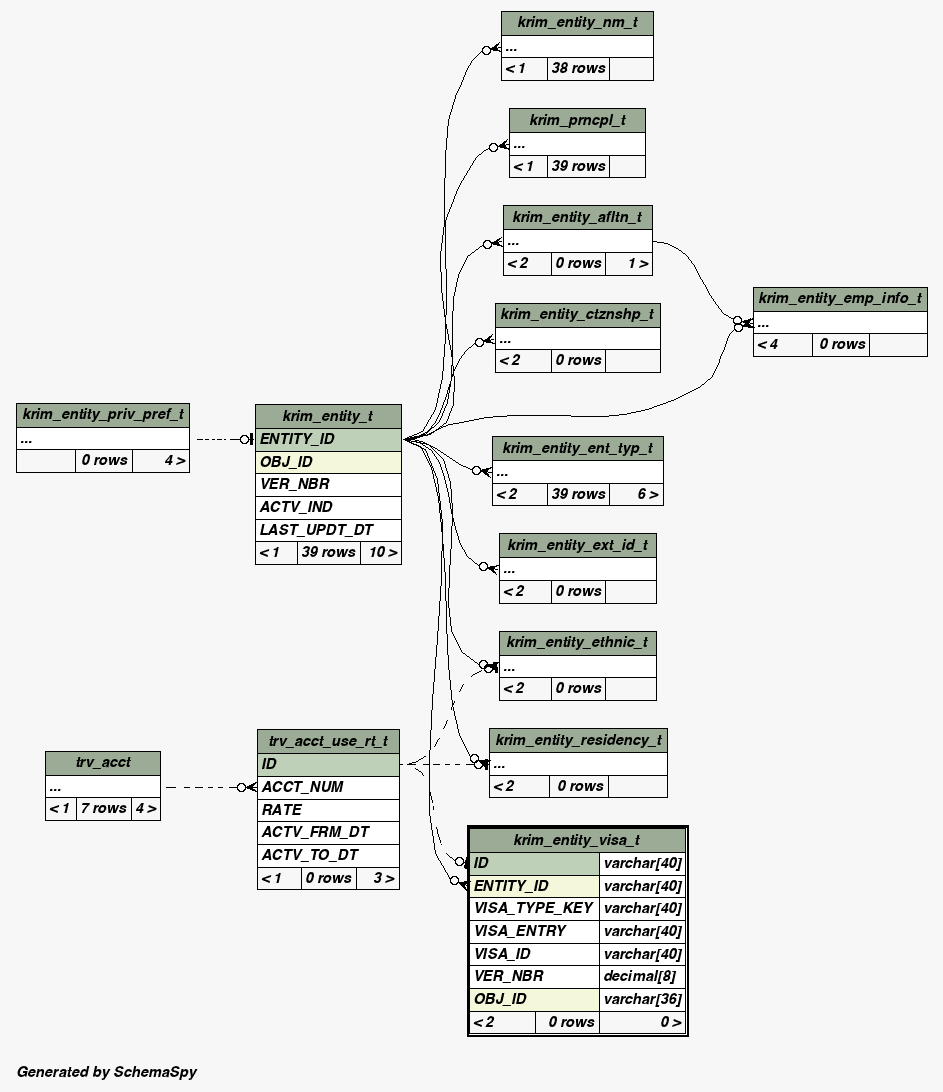 krim_entity_nm_t
...
< 1 38 rows
krim_prncpl_t
...
< 1 39 rows
krim_entity_afltn_t
...
< 2 0 rows 1 >
krim_entity_emp_info_t
...
< 4 0 rows
krim_entity_ctznshp_t
...
< 2 0 rows
krim_entity_priv_pref_t
...
0 rows 4 >
krim_entity_t
ENTITY_ID
OBJ_ID
VER_NBR
ACTV_IND
LAST_UPDT_DT
< 1 39 rows 10 >
krim_entity_ent_typ_t
...
< 2 39 rows 6 >
krim_entity_ext_id_t
...
< 2 0 rows
krim_entity_ethnic_t
...
< 2 0 rows
trv_acct
...
< 1 7 rows 4 >
trv_acct_use_rt_t
ID
ACCT_NUM
RATE
ACTV_FRM_DT
ACTV_TO_DT
< 1 0 rows 3 >
krim_entity_residency_t
...
< 2 0 rows
krim_entity_visa_t
ID varchar[40]
ENTITY_ID varchar[40]
VISA_TYPE_KEY varchar[40]
VISA_ENTRY varchar[40]
VISA_ID varchar[40]
VER_NBR decimal[8]
OBJ_ID varchar[36]
< 2 0 rows 0 >
Generated by SchemaSpy